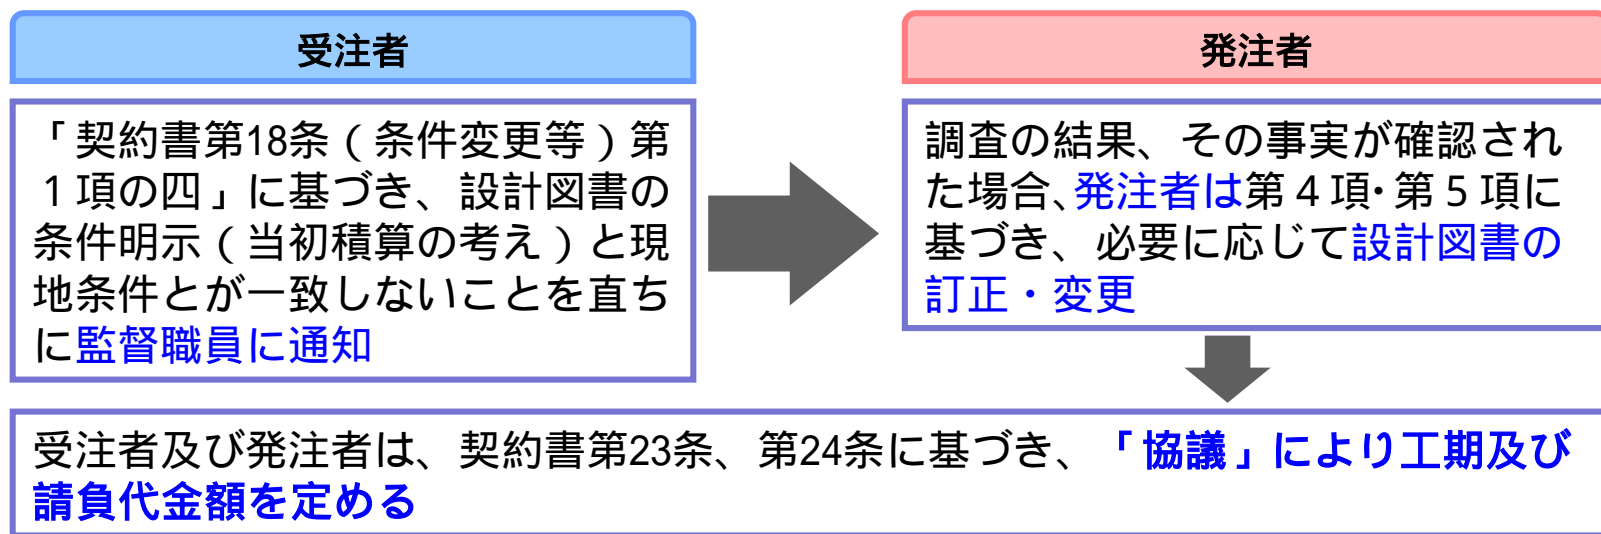 受注者
「契約書第18条（条件変更等）第
１項の四」に基づき、設計図書の
条件明示（当初積算の考え）と現
地条件とが一致しないことを直ち
に監督職員に通知
発注者
調査の結果、その事実が確認され
た場合、発注者は第４項・第５項に
基づき、必要に応じて設計図書の
訂正・変更
受注者及び発注者は、契約書第23条、第24条に基づき、「協議」により工期及び
請負代金額を定める